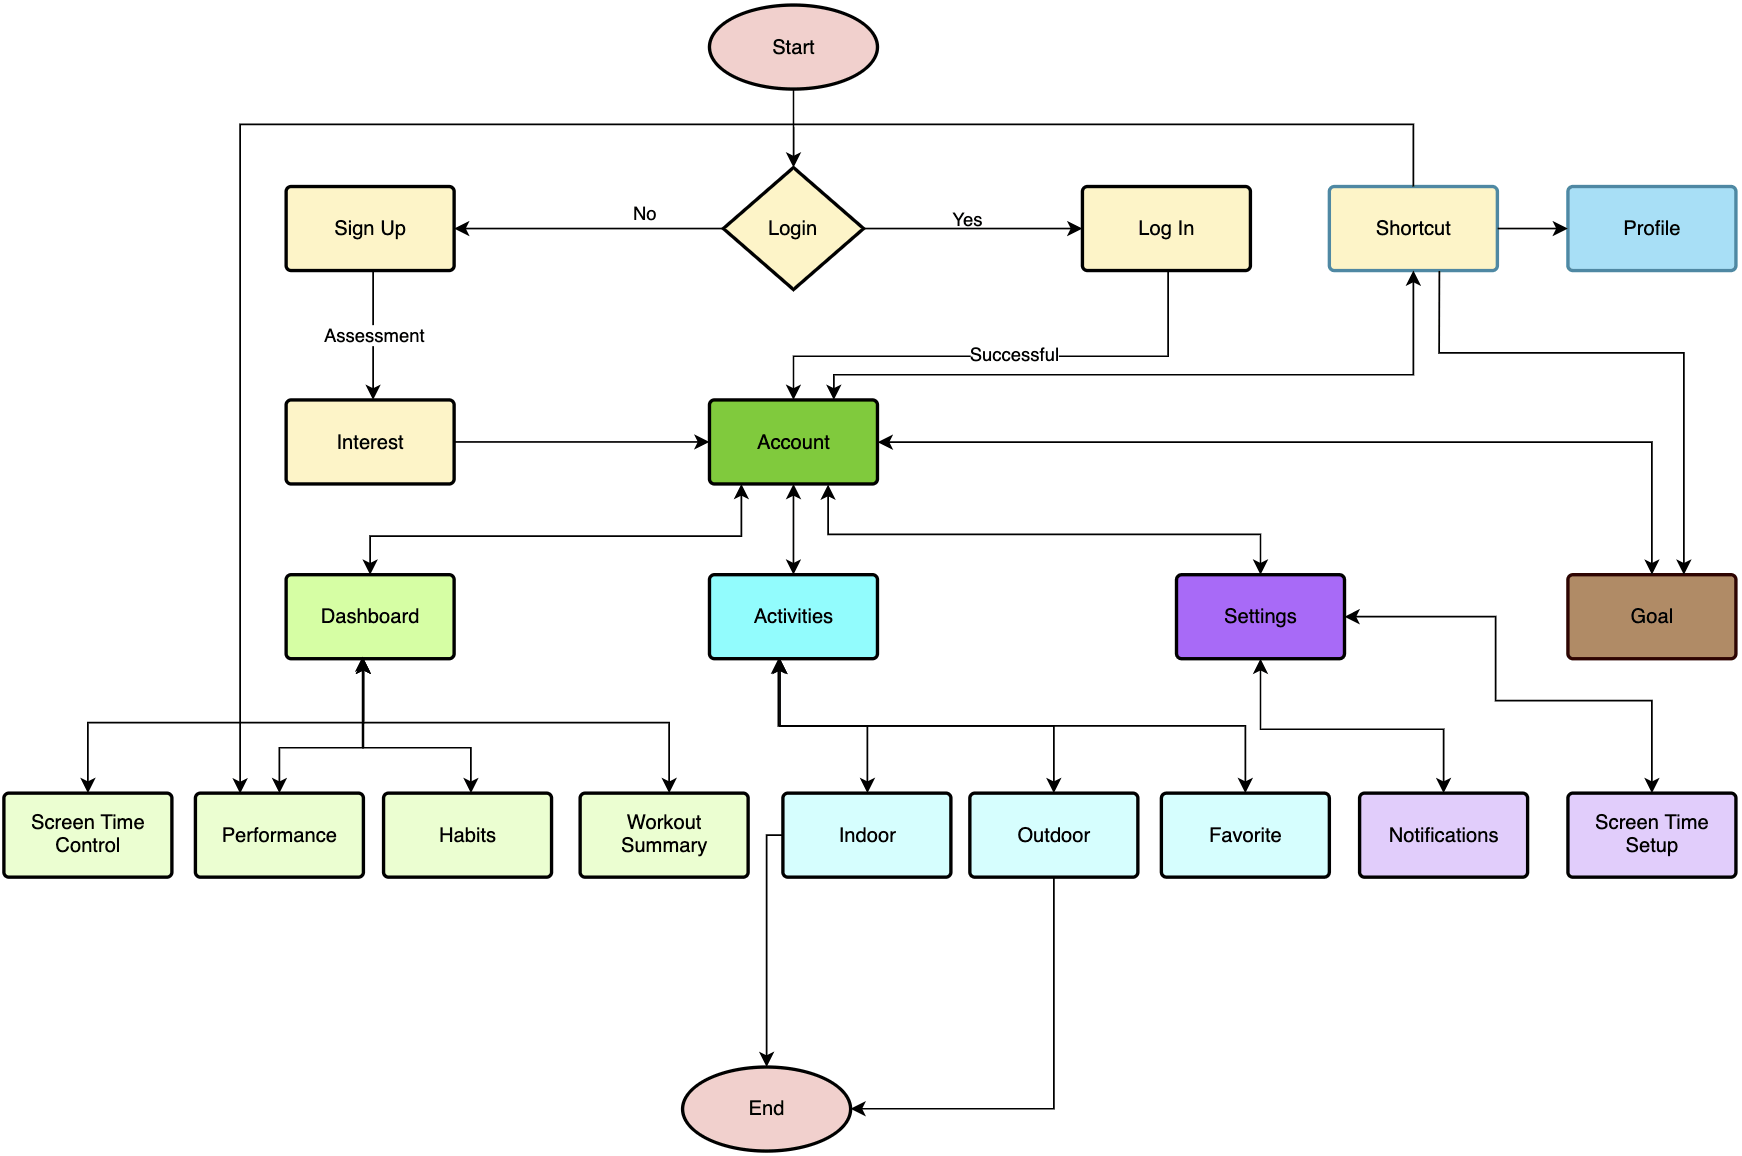 Start
Sign Up
No
Login
Yes
Log In
Shortcut
Profile
Assessment
Successful
Interest
Account
Dashboard
Activities
Settings
Goal
Screen Time
Control
Performance
Habits
Workout
Summary
Indoor
Outdoor
Favorite
Notifications
Screen Time
Setup
End